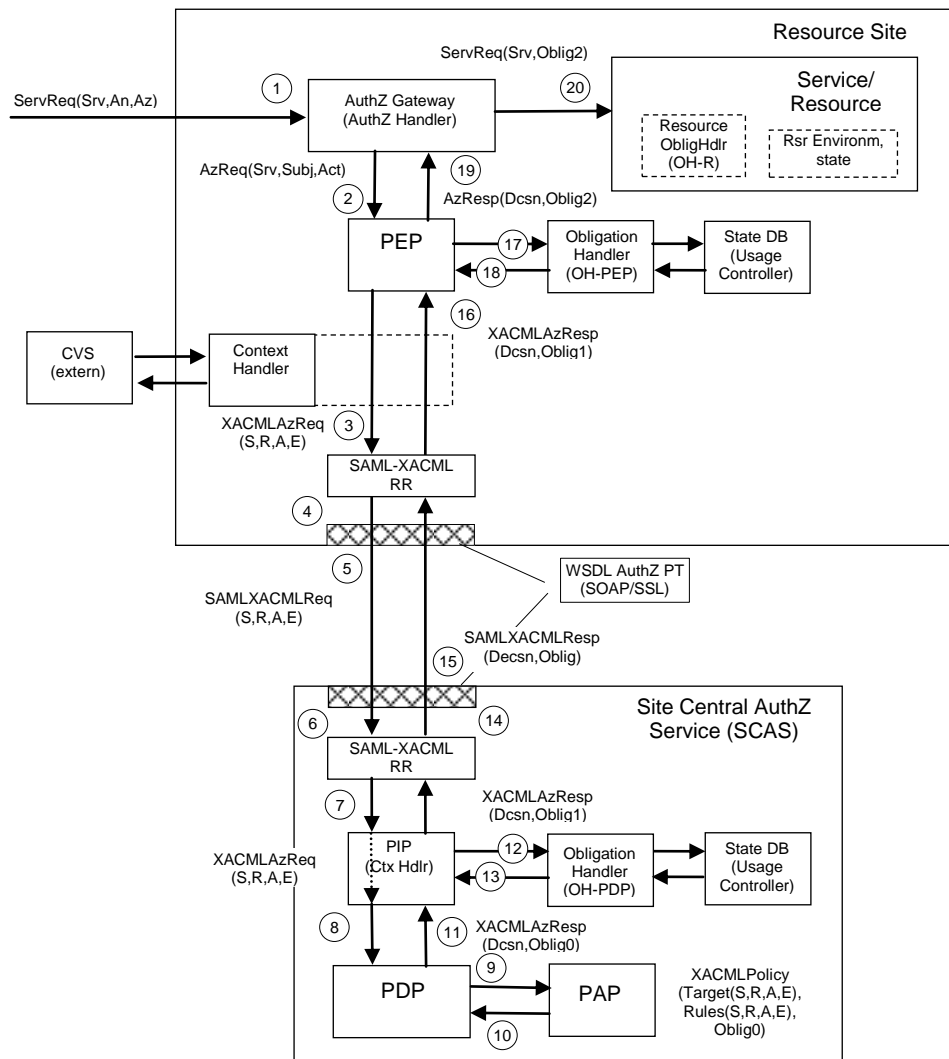 Resource Site
ServReq(Srv,Oblig2)
1
20
ServReq(Srv,An,Az)
AuthZ Gateway
(AuthZ Handler)
Service/
Resource
Resource
ObligHdlr
(OH-R)
Rsr Environm,
state
AzReq(Srv,Subj,Act)
19
2
AzResp(Dcsn,Oblig2)
PEP
17
18
Obligation
Handler
(OH-PEP)
State DB
(Usage
Controller)
16
XACMLAzResp
(Dcsn,Oblig1)
CVS
(extern)
Context
Handler
XACMLAzReq
(S,R,A,E)
3
SAML-XACML
RR
4
5
WSDL AuthZ PT
(SOAP/SSL)
SAMLXACMLReq
(S,R,A,E)
SAMLXACMLResp
(Decsn,Oblig)
15
Site Central AuthZ
Service (SCAS)
6
14
SAML-XACML
RR
7
XACMLAzResp
(Dcsn,Oblig1)
XACMLAzReq
(S,R,A,E)
PIP
(Ctx Hdlr)
12
13
Obligation
Handler
(OH-PDP)
State DB
(Usage
Controller)
8
11
XACMLAzResp
(Dcsn,Oblig0)
9
PDP
PAP
10
XACMLPolicy
(Target(S,R,A,E),
Rules(S,R,A,E),
Oblig0)